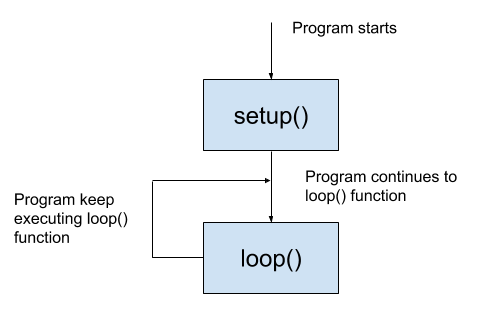 Program starts
setup()
Program continues to
loop() function
Program keep
executing loop()
function
loop()